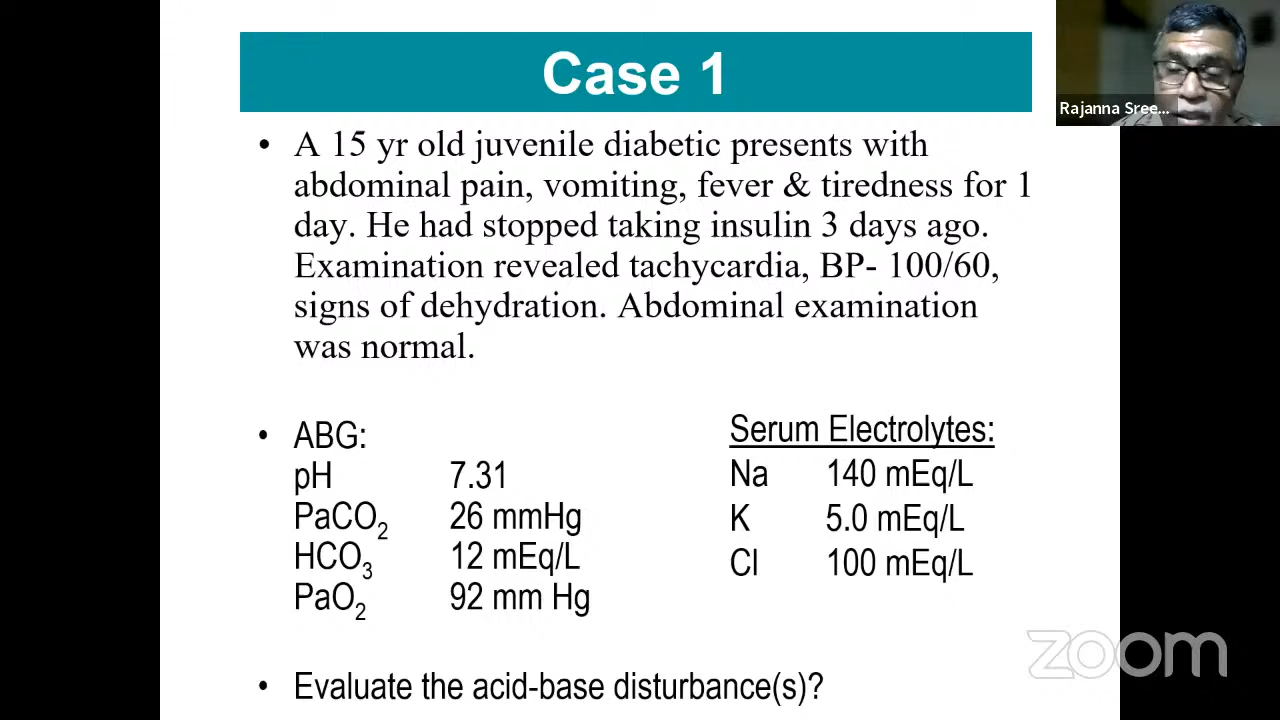 Case 1
Rajanna Sree...
• A 15 yr old juvenile diabetic presents with
abdominal pain, vomiting, fever & tiredness for 1
day. He had stopped taking insulin 3 days ago.
Examination revealed tachycardia, BP- 100/60,
signs of dehydration. Abdominal examination
was normal.
• ABG:
pH 7.31
PaCO₂ 26 mmHg
HCO₃ 12 mEq/L
PaO₂ 92 mm Hg
Serum Electrolytes:
Na 140 mEq/L
K 5.0 mEq/L
Cl 100 mEq/L
• Evaluate the acid-base disturbance(s)?
zoom